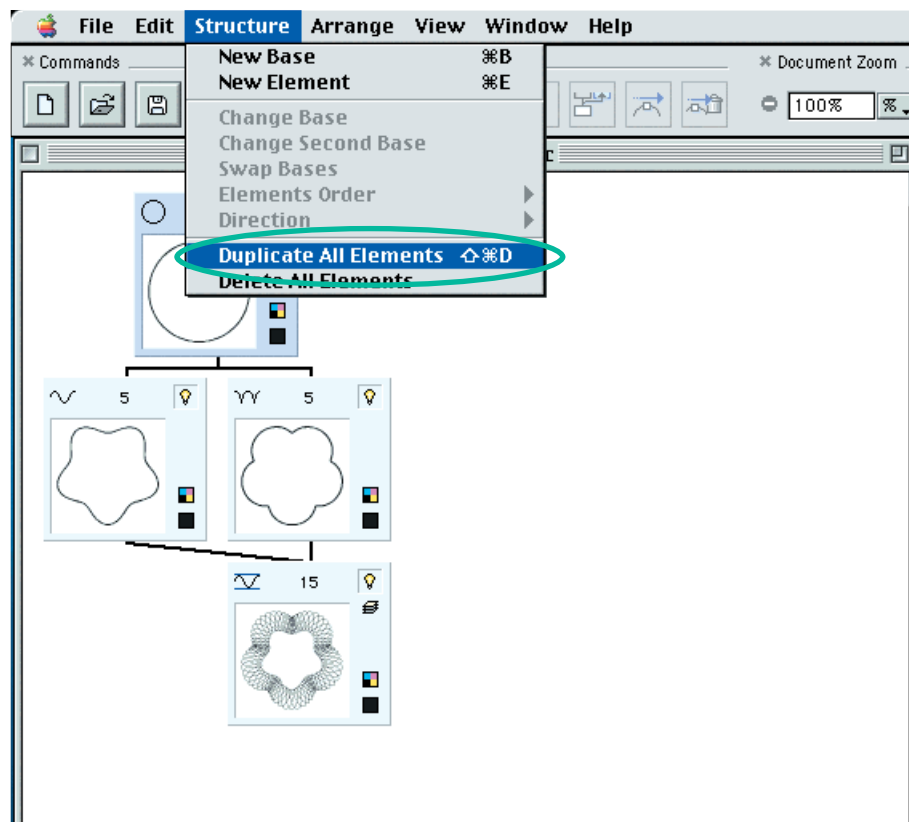 File Edit Structure Arrange View Window Help
Commands
Document Zoom
New Base ⌘B
New Element ⌘E
100% %
Change Base
Change Second Base
Swap Bases
Elements Order
Direction
Duplicate All Elements ⇧⌘D
Delete All Elements
5
5
15